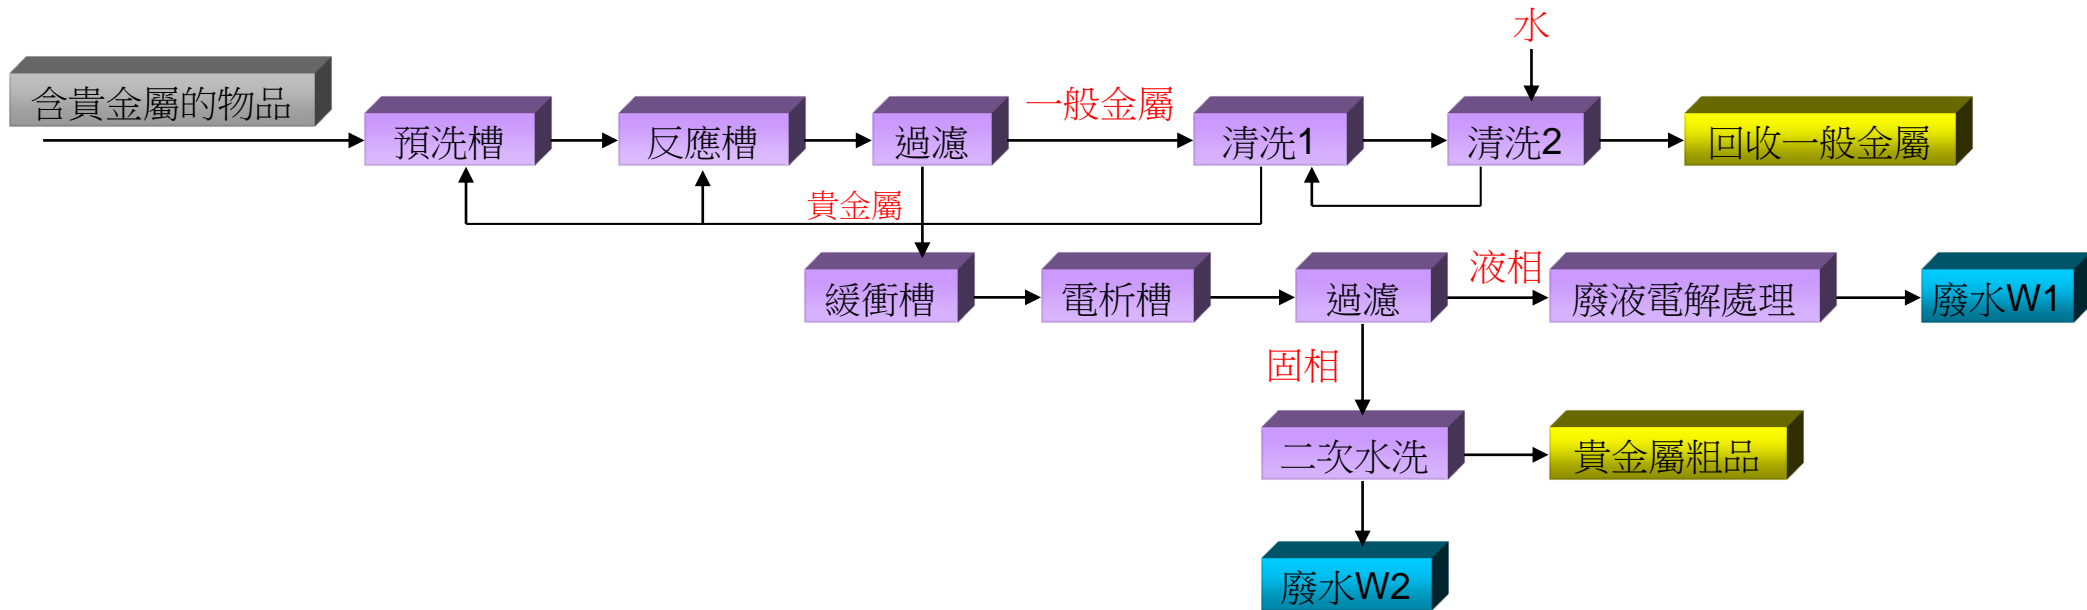 水
含貴金屬的物品
預洗槽
反應槽
過濾
一般金屬
清洗1
清洗2
回收一般金屬
貴金屬
緩衝槽
電析槽
過濾
液相
廢液電解處理
廢水W1
固相
二次水洗
貴金屬粗品
廢水W2